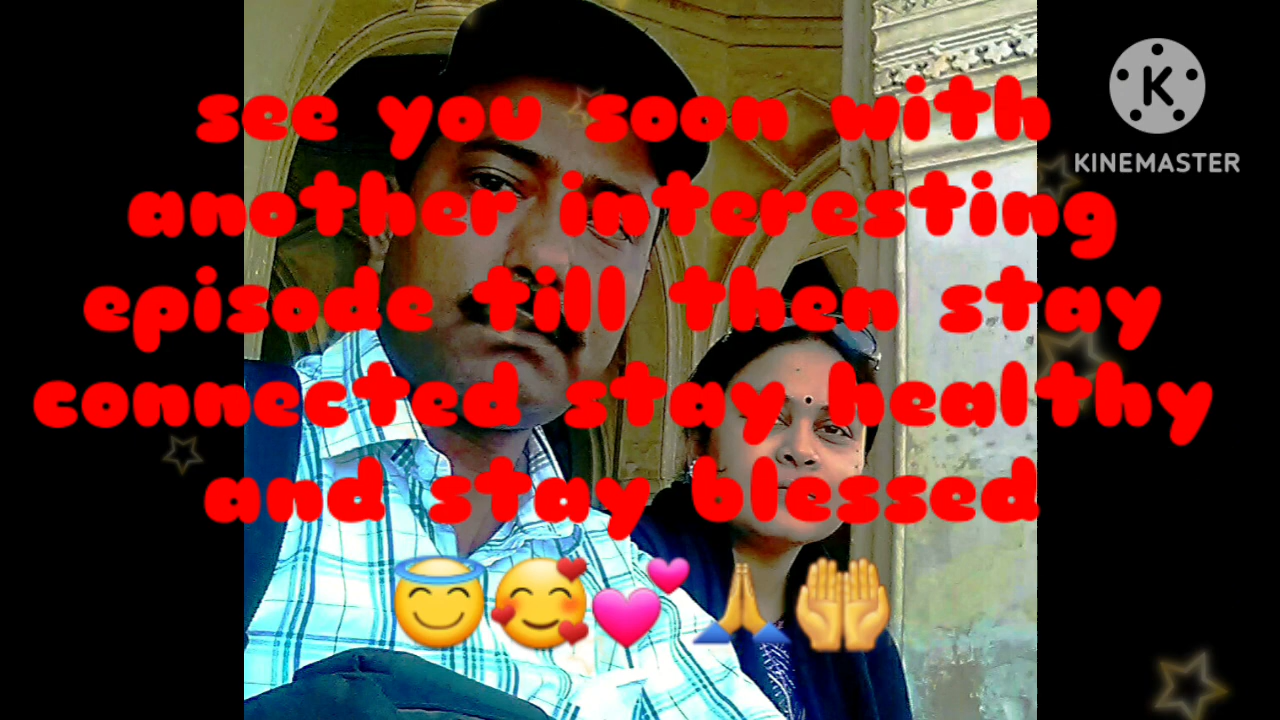 see you soon with
another interesting
episode till then stay
connected stay healthy
and stay blessed
😇🥰💕🙏🤲
K
KINEMASTER